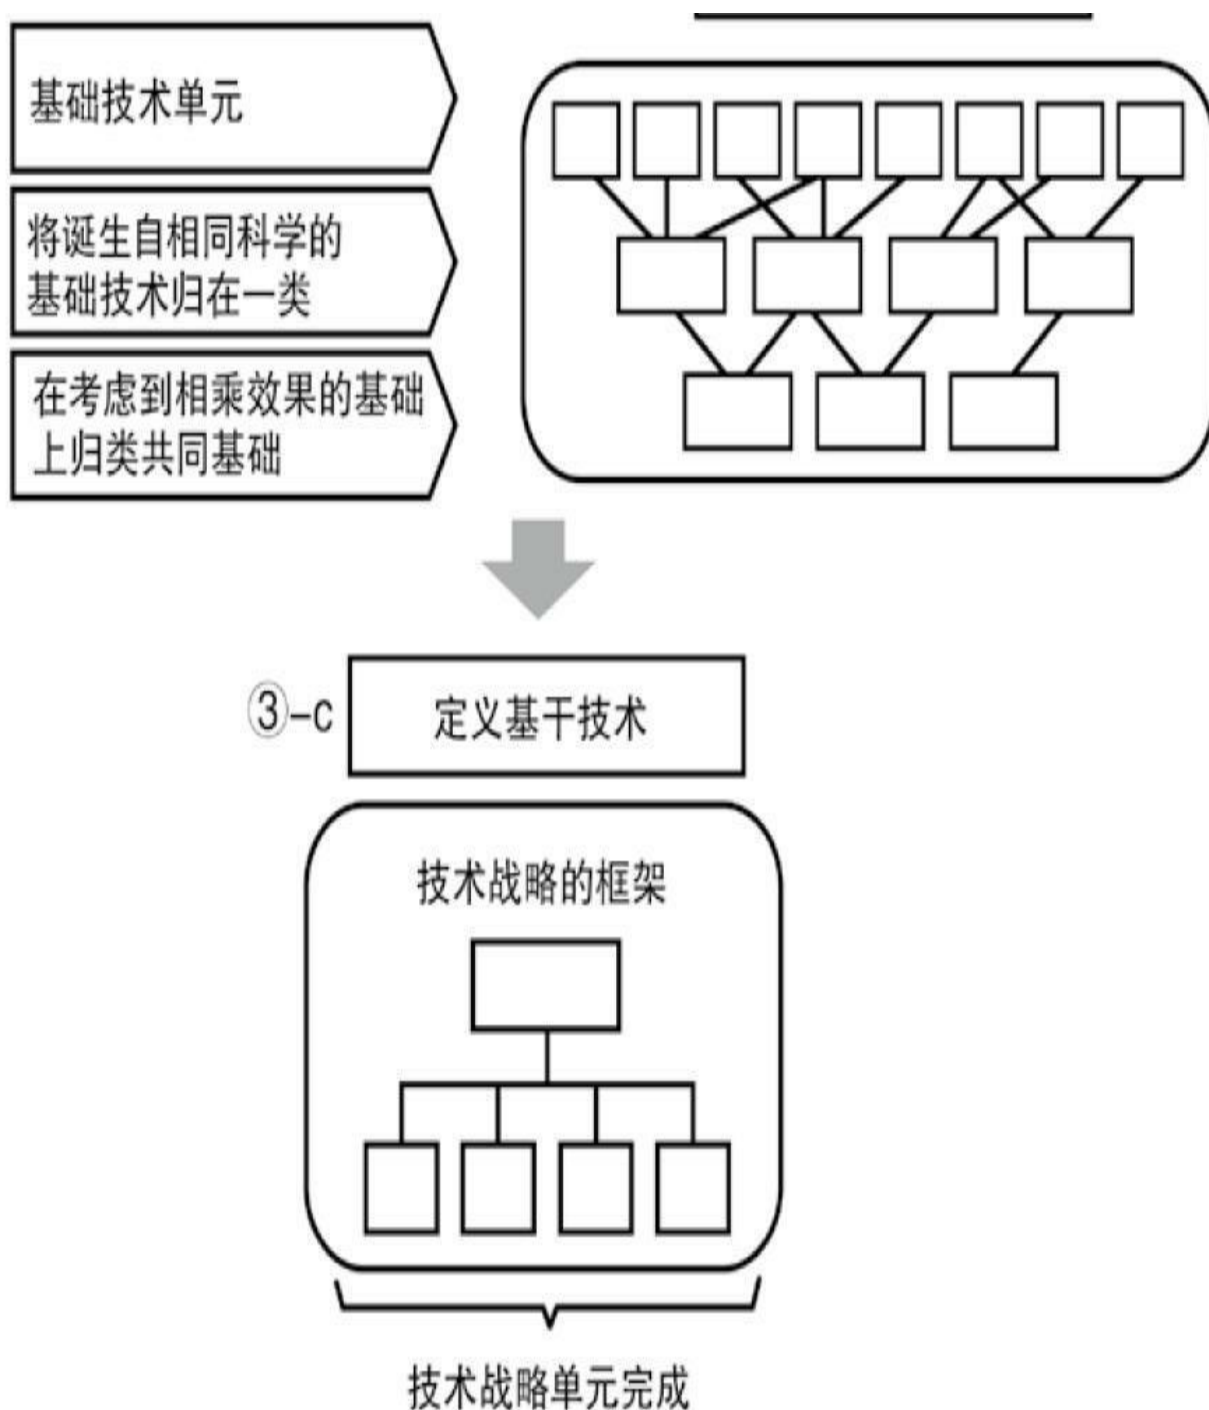 基础技术单元
将诞生自相同科学的
基础技术归在一类
在考虑到相乘效果的基础
上归类共同基础
③-c
定义基干技术
技术战略的框架
技术战略单元完成